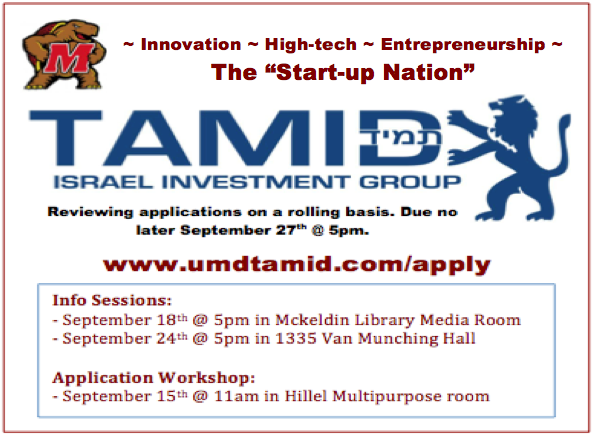 M
~ Innovation ~ High-tech ~ Entrepreneurship ~
The “Start-up Nation”
TAMID תמיד
ISRAEL INVESTMENT GROUP
Reviewing applications on a rolling basis. Due no
later September 27th @ 5pm.
www.umdtamid.com/apply
Info Sessions:
- September 18th @ 5pm in Mckeldin Library Media Room
- September 24th @ 5pm in 1335 Van Munching Hall
Application Workshop:
- September 15th @ 11am in Hillel Multipurpose room